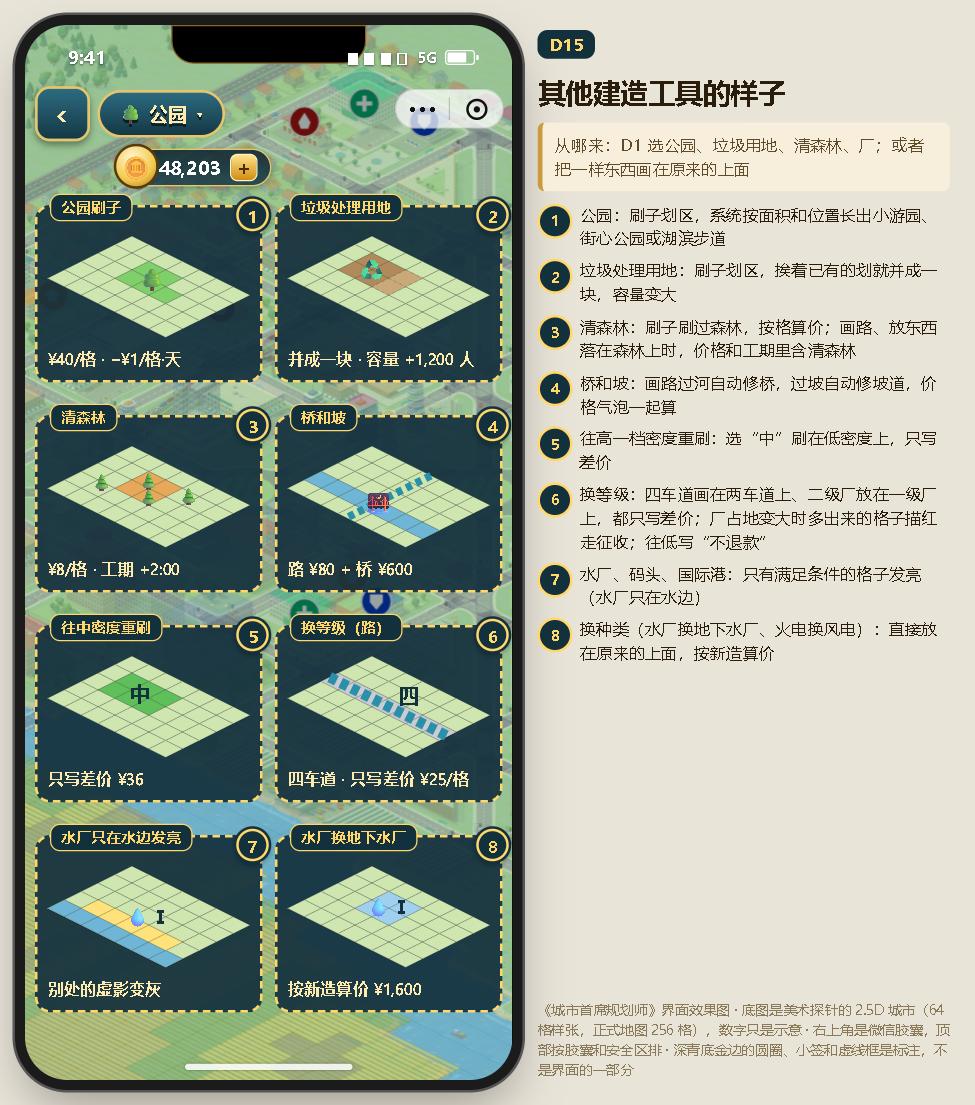 9:41
5G
‹
公园
48,203
+
公园刷子
1
¥40/格 · −¥1/格·天
垃圾处理用地
2
并成一块 · 容量 +1,200 人
清森林
3
¥8/格 · 工期 +2:00
桥和坡
4
路 ¥80 + 桥 ¥600
往中密度重刷
5
中
只写差价 ¥36
换等级（路）
6
四
四车道 · 只写差价 ¥25/格
水厂只在水边发亮
7
I
别处的虚影变灰
水厂换地下水厂
8
I
按新造算价 ¥1,600
D15
其他建造工具的样子
从哪来：D1 选公园、垃圾用地、清森林、厂；或者
把一样东西画在原来的上面
1
公园：刷子划区，系统按面积和位置长出小游园、
街心公园或湖滨步道
2
垃圾处理用地：刷子划区，挨着已有的划就并成一
块，容量变大
3
清森林：刷子刷过森林，按格算价；画路、放东西
落在森林上时，价格和工期里含清森林
4
桥和坡：画路过河自动修桥，过坡自动修坡道，价
格气泡一起算
5
往高一档密度重刷：选“中”刷在低密度上，只写
差价
6
换等级：四车道画在两车道上、二级厂放在一级厂
上，都只写差价；厂占地变大时多出来的格子描红
走征收；往低写“不退款”
7
水厂、码头、国际港：只有满足条件的格子发亮
（水厂只在水边）
8
换种类（水厂换地下水厂、火电换风电）：直接放
在原来的上面，按新造算价
《城市首席规划师》界面效果图 · 底图是美术探针的 2.5D 城市（64
格样张，正式地图 256 格），数字只是示意 · 右上角是微信胶囊，顶
部按胶囊和安全区排 · 深青底金边的圆圈、小签和虚线框是标注，不
是界面的一部分